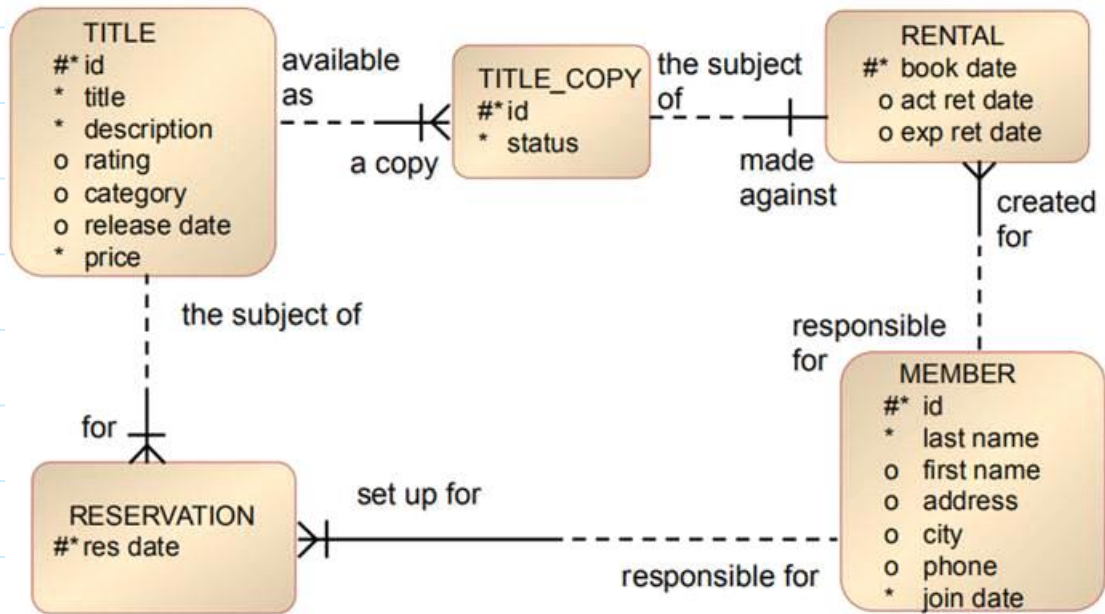 TITLE
#* id
* title
* description
o rating
o category
o release date
* price
available
as
a copy
TITLE_COPY
#* id
* status
the subject
of
made
against
RENTAL
#* book date
o act ret date
o exp ret date
created
for
responsible
for
MEMBER
#* id
* last name
o first name
o address
o city
o phone
* join date
the subject of
for
RESERVATION
#* res date
set up for
responsible for